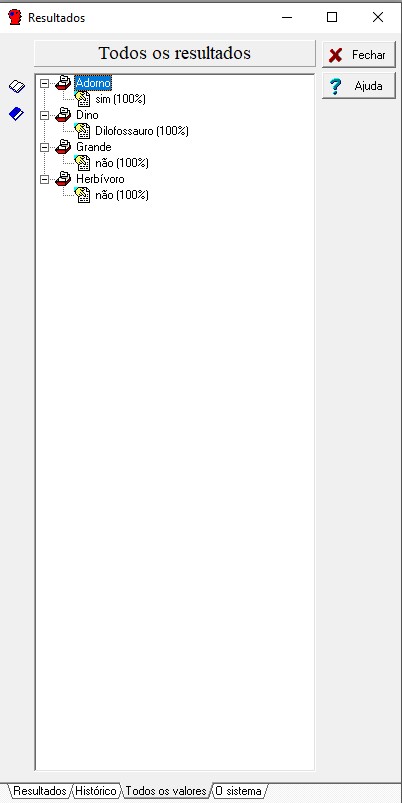 Resultados
Todos os resultados
Fechar
Ajuda
Adorno
sim (100%)
Dino
Dilofossauro (100%)
Grande
não (100%)
Herbívoro
não (100%)
Resultados Histórico Todos os valores O sistema